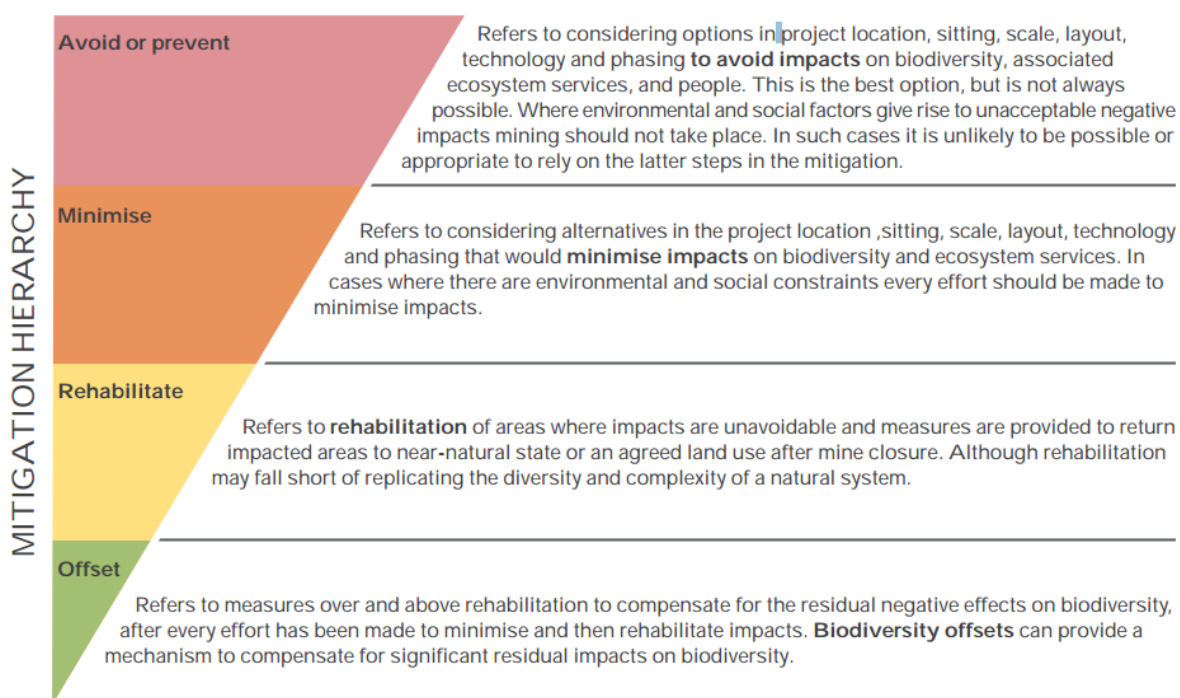 MITIGATION HIERARCHY
Avoid or prevent
Refers to considering options in project location, sitting, scale, layout,
technology and phasing to avoid impacts on biodiversity, associated
ecosystem services, and people. This is the best option, but is not always
possible. Where environmental and social factors give rise to unacceptable negative
impacts mining should not take place. In such cases it is unlikely to be possible or
appropriate to rely on the latter steps in the mitigation.
Minimise
Refers to considering alternatives in the project location ,sitting, scale, layout, technology
and phasing that would minimise impacts on biodiversity and ecosystem services. In
cases where there are environmental and social constraints every effort should be made to
minimise impacts.
Rehabilitate
Refers to rehabilitation of areas where impacts are unavoidable and measures are provided to return
impacted areas to near-natural state or an agreed land use after mine closure. Although rehabilitation
may fall short of replicating the diversity and complexity of a natural system.
Offset
Refers to measures over and above rehabilitation to compensate for the residual negative effects on biodiversity,
after every effort has been made to minimise and then rehabilitate impacts. Biodiversity offsets can provide a
mechanism to compensate for significant residual impacts on biodiversity.